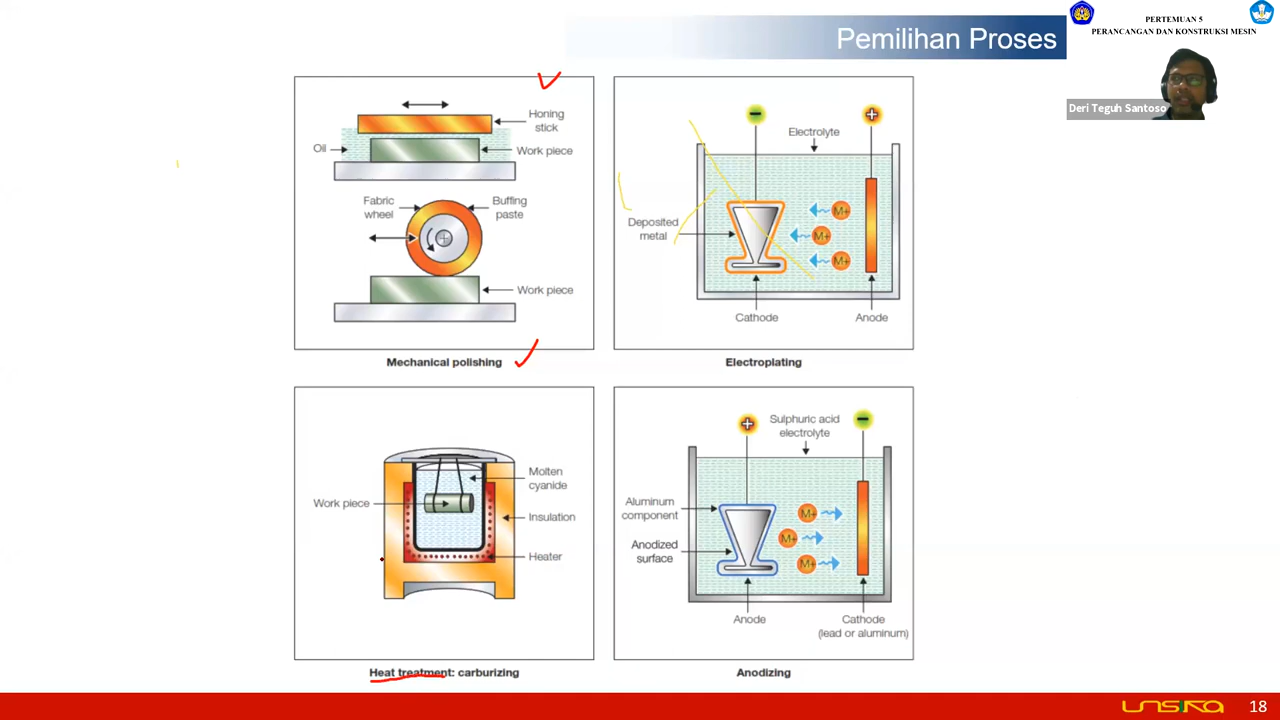 Pemilihan Proses
PERTEMUAN 5
PERANCANGAN DAN KONSTRUKSI MESIN
Deri Teguh Santoso
Honing
stick
Oil
Work piece
Fabric
wheel
Buffing
paste
Work piece
Mechanical polishing
Electrolyte
Deposited
metal
M+
M+
M+
Cathode
Anode
Electroplating
Molten
cyanide
Work piece
Insulation
Heater
Heat treatment: carburizing
Sulphuric acid
electrolyte
Aluminum
component
Anodized
surface
M+
M+
M+
Anode
Cathode
(lead or aluminum)
Anodizing
unsika
18